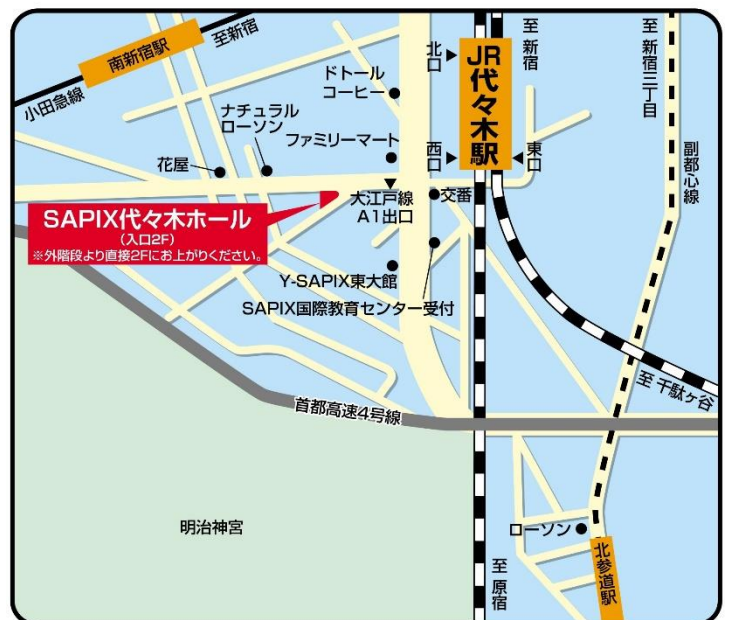 南新宿駅
至新宿
小田急線
ドトール
コーヒー
ナチュラル
ローソン
ファミリーマート
花屋
北口
西口
JR代々木駅
東口
至 新宿
至 新宿三丁目
副都心線
大江戸線
A1出口
交番
SAPIX代々木ホール
(入口2F)
※外階段より直接2Fにお上がりください。
Y-SAPIX東大館
SAPIX国際教育センター受付
至 千駄ヶ谷
首都高速4号線
明治神宮
ローソン
北参道駅
至 原宿